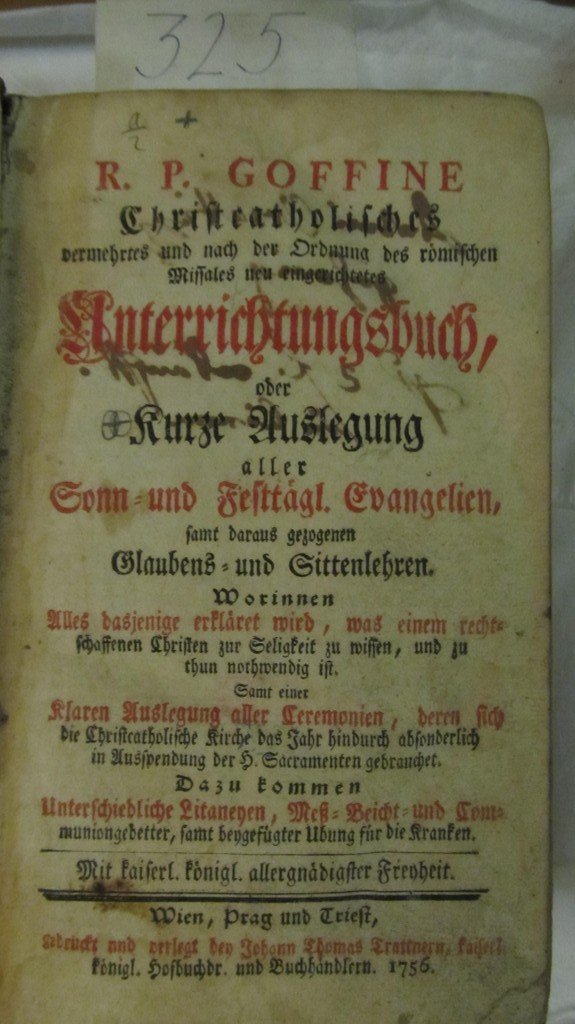 325
a/2 +
R. P. GOFFINE
Christcatholisches
vermehrtes und nach der Ordnung des römischen
Missales neu eingerichtetes
Unterrichtungsbuch,
oder
Kurze Auslegung
aller
Sonn- und Festtägl. Evangelien,
samt daraus gezogenen
Glaubens- und Sittenlehren.
Worinnen
Alles dasjenige erkläret wird, was einem recht-
schaffenen Christen zur Seligkeit zu wissen, und zu
thun nothwendig ist.
Samt einer
Klaren Auslegung aller Ceremonien, deren sich
die Christcatholische Kirche das Jahr hindurch absonderlich
in Ausspendung der H. Sacramenten gebrauchet.
Dazu kommen
Unterschiedliche Litaneyen, Meß- Beicht- und Com-
muniongebetter, samt beygefügter Ubung für die Kranken.
Mit kaiserl. königl. allergnädigster Freyheit.
Wien, Prag und Triest,
gedruckt und verlegt bey Johann Thomas Trattnern, kaiserl.
königl. Hofbuchdr. und Buchhändlern. 1756.